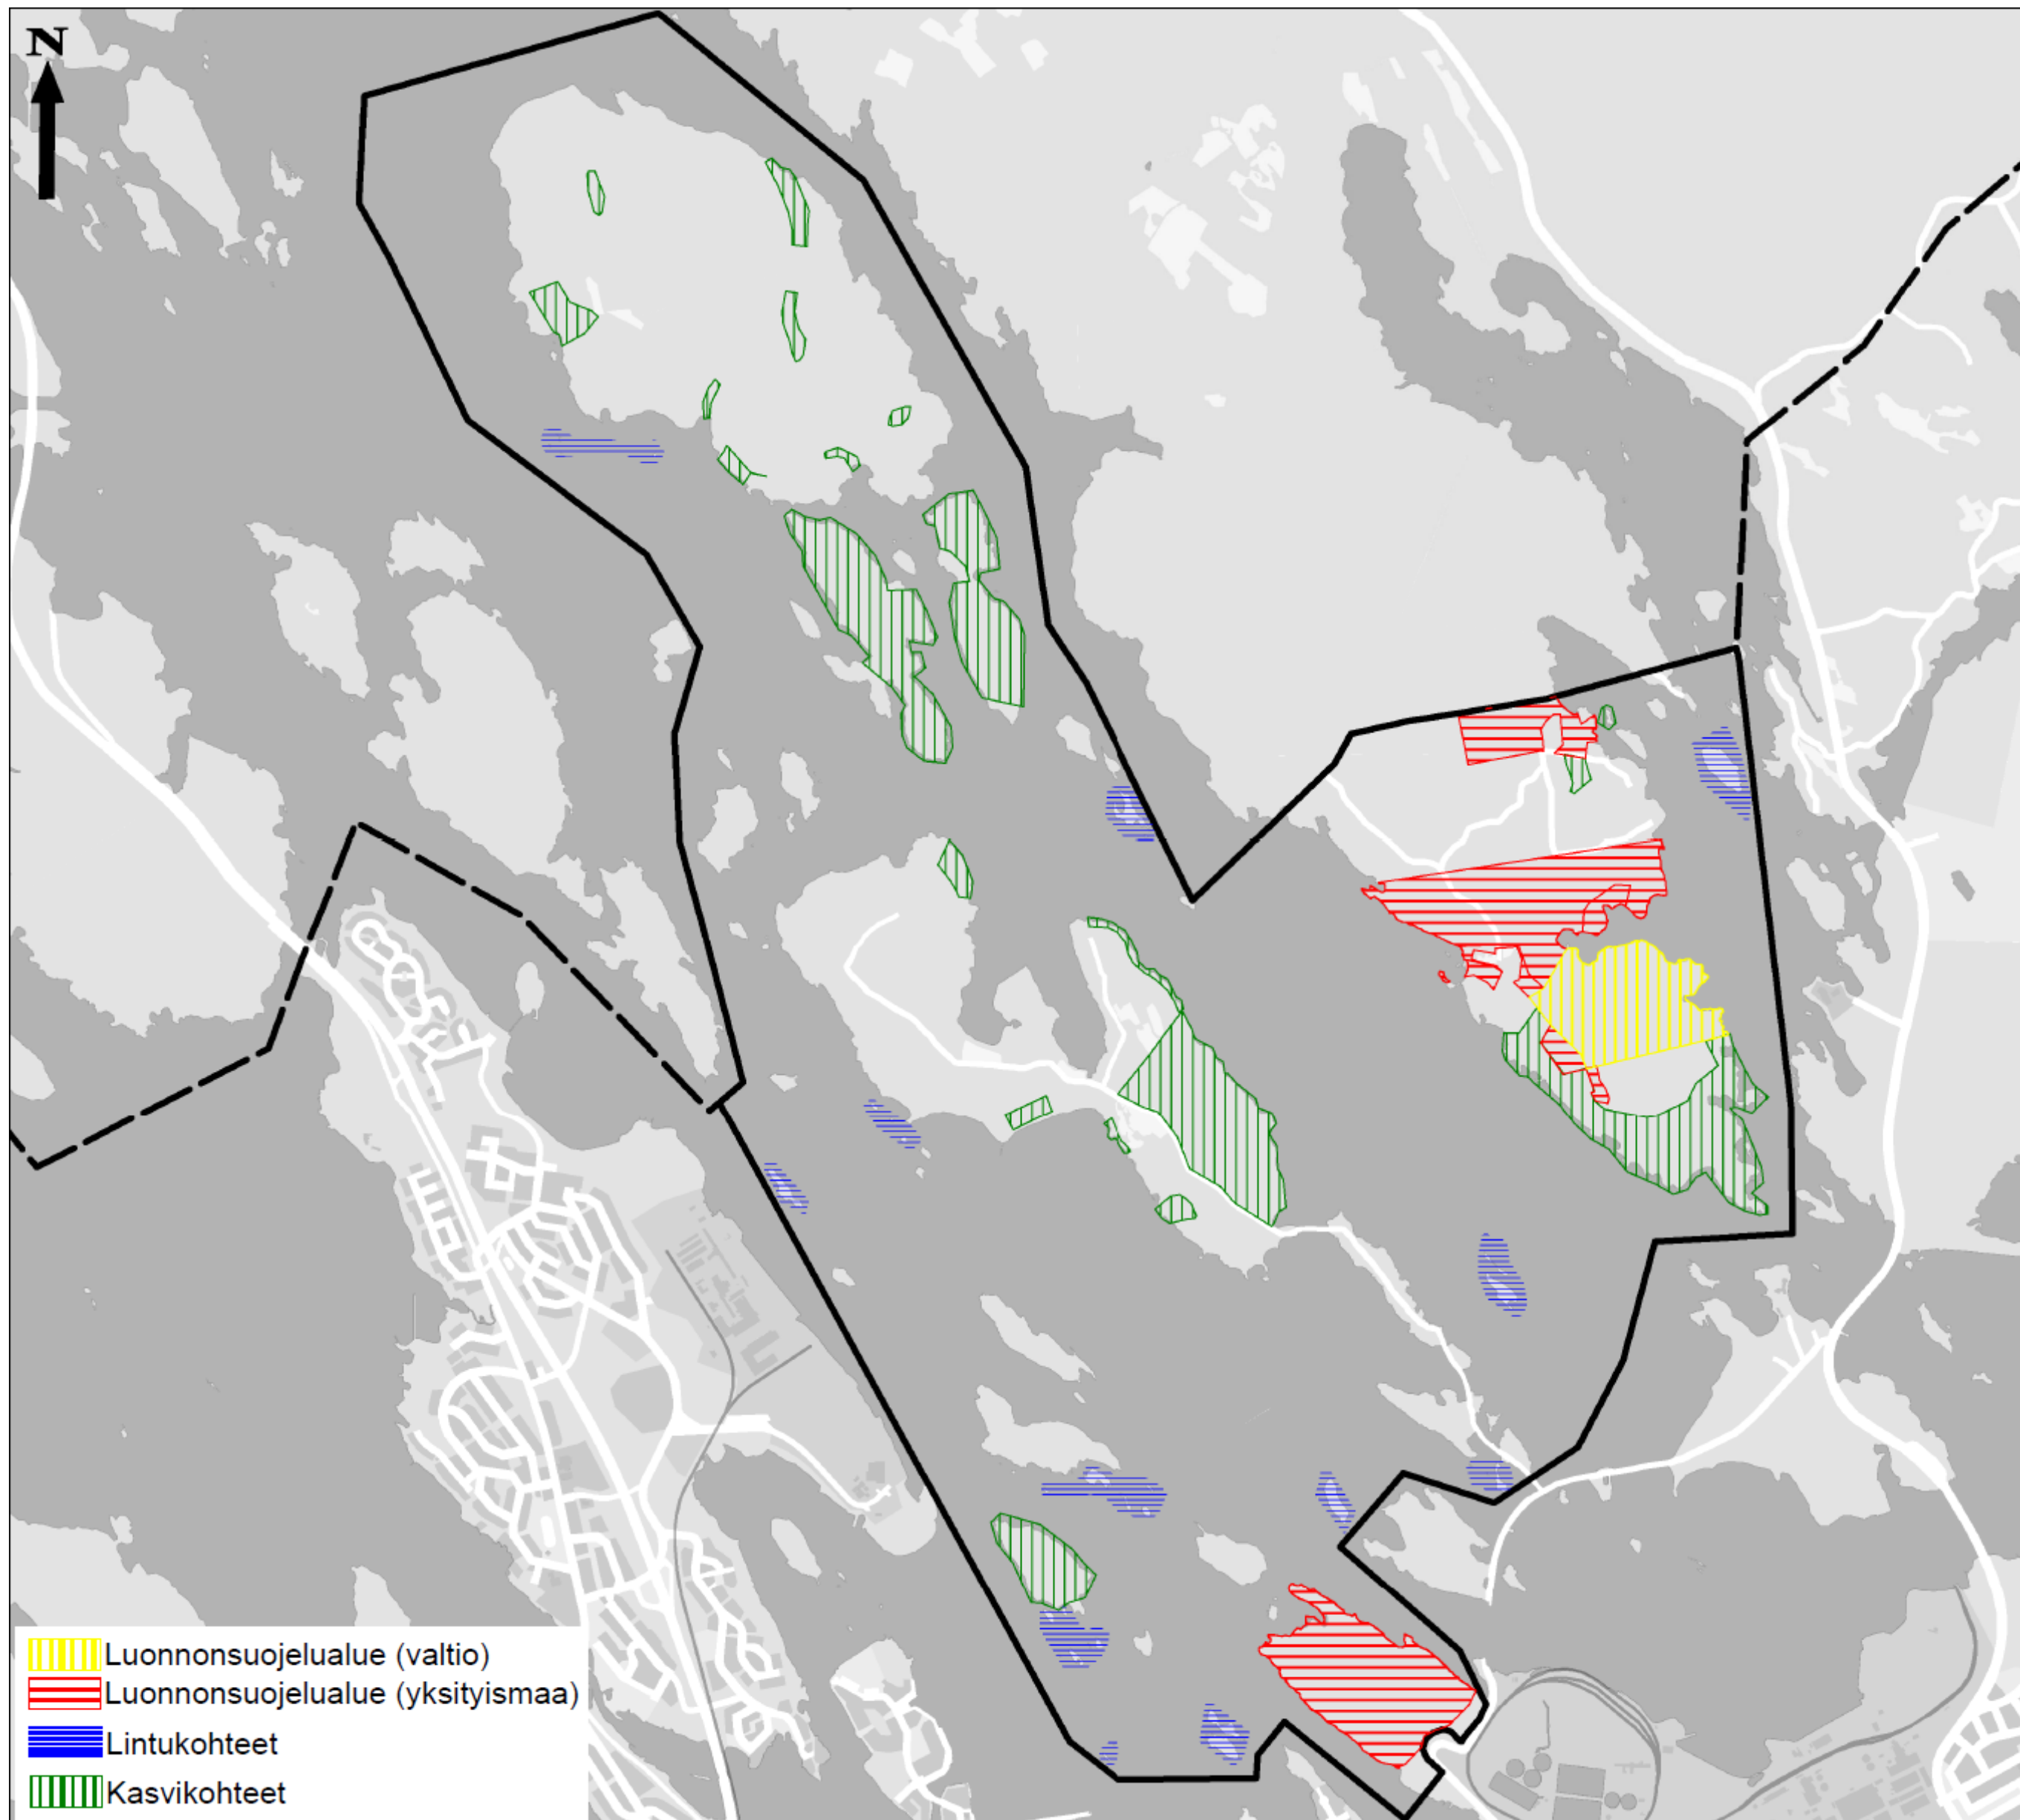 N
Luonnonsuojelualue (valtio)
Luonnonsuojelualue (yksityismaa)
Lintukohteet
Kasvikohteet